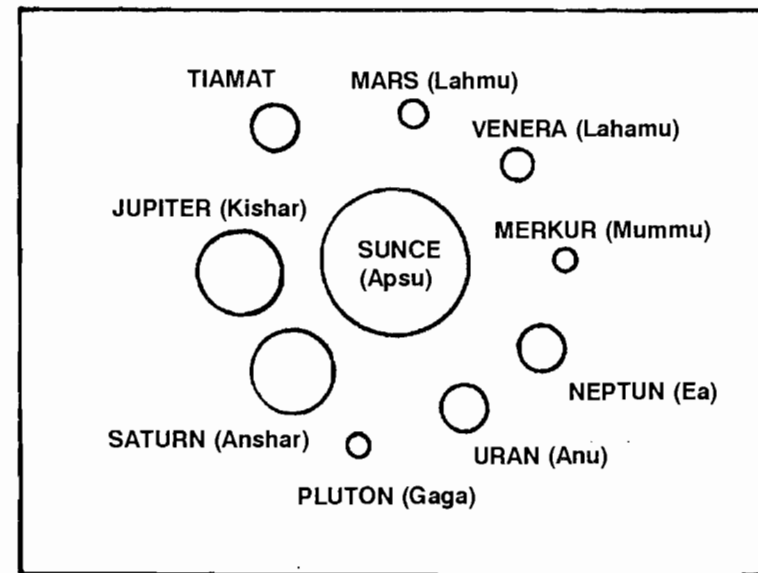 TIAMAT
MARS (Lahmu)
VENERA (Lahamu)
JUPITER (Kishar)
MERKUR (Mummu)
SUNCE
(Apsu)
NEPTUN (Ea)
SATURN (Anshar)
URAN (Anu)
PLUTON (Gaga)